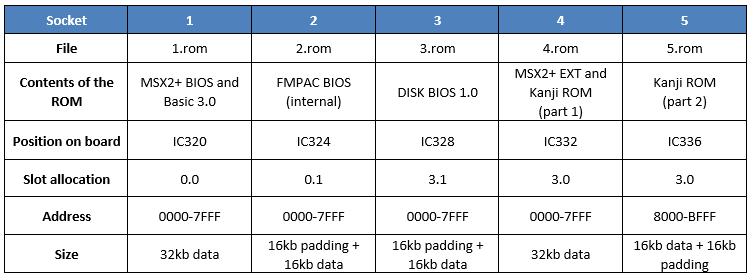 Socket 1 2 3 4 5
File 1.rom 2.rom 3.rom 4.rom 5.rom
Contents of the ROM MSX2+ BIOS and Basic 3.0 FMPAC BIOS (internal) DISK BIOS 1.0 MSX2+ EXT and Kanji ROM (part 1) Kanji ROM (part 2)
Position on board IC320 IC324 IC328 IC332 IC336
Slot allocation 0.0 0.1 3.1 3.0 3.0
Address 0000-7FFF 0000-7FFF 0000-7FFF 0000-7FFF 8000-BFFF
Size 32kb data 16kb padding + 16kb data 16kb padding + 16kb data 32kb data 16kb data + 16kb padding